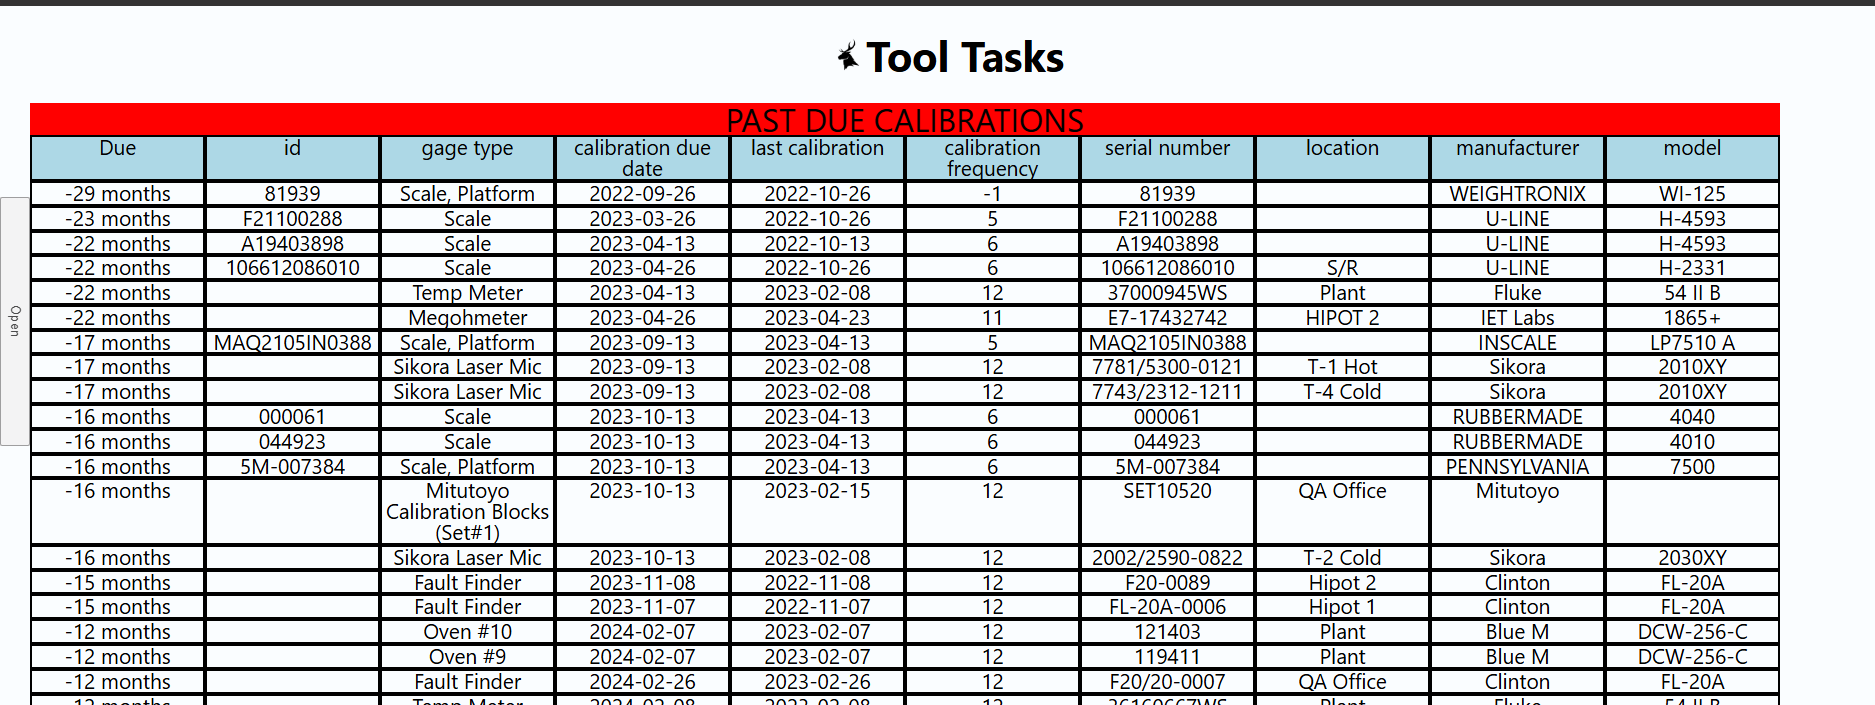 Tool Tasks
PAST DUE CALIBRATIONS
Due id gage type calibration due date last calibration calibration frequency serial number location manufacturer model
-29 months 81939 Scale, Platform 2022-09-26 2022-10-26 -1 81939 WEIGHTRONIX WI-125
-23 months F21100288 Scale 2023-03-26 2022-10-26 5 F21100288 U-LINE H-4593
-22 months A19403898 Scale 2023-04-13 2022-10-13 6 A19403898 U-LINE H-4593
-22 months 106612086010 Scale 2023-04-26 2022-10-26 6 106612086010 S/R U-LINE H-2331
-22 months Temp Meter 2023-04-13 2023-02-08 12 37000945WS Plant Fluke 54 II B
-22 months Megohmeter 2023-04-26 2023-04-23 11 E7-17432742 HIPOT 2 IET Labs 1865+
-17 months MAQ2105IN0388 Scale, Platform 2023-09-13 2023-04-13 5 MAQ2105IN0388 INSCALE LP7510 A
-17 months Sikora Laser Mic 2023-09-13 2023-02-08 12 7781/5300-0121 T-1 Hot Sikora 2010XY
-17 months Sikora Laser Mic 2023-09-13 2023-02-08 12 7743/2312-1211 T-4 Cold Sikora 2010XY
-16 months 000061 Scale 2023-10-13 2023-04-13 6 000061 RUBBERMADE 4040
-16 months 044923 Scale 2023-10-13 2023-04-13 6 044923 RUBBERMADE 4010
-16 months 5M-007384 Scale, Platform 2023-10-13 2023-04-13 6 5M-007384 PENNSYLVANIA 7500
-16 months Mitutoyo Calibration Blocks (Set#1) 2023-10-13 2023-02-15 12 SET10520 QA Office Mitutoyo
-16 months Sikora Laser Mic 2023-10-13 2023-02-08 12 2002/2590-0822 T-2 Cold Sikora 2030XY
-15 months Fault Finder 2023-11-08 2022-11-08 12 F20-0089 Hipot 2 Clinton FL-20A
-15 months Fault Finder 2023-11-07 2022-11-07 12 FL-20A-0006 Hipot 1 Clinton FL-20A
-12 months Oven #10 2024-02-07 2023-02-07 12 121403 Plant Blue M DCW-256-C
-12 months Oven #9 2024-02-07 2023-02-07 12 119411 Plant Blue M DCW-256-C
-12 months Fault Finder 2024-02-26 2023-02-26 12 F20/20-0007 QA Office Clinton FL-20A
Open